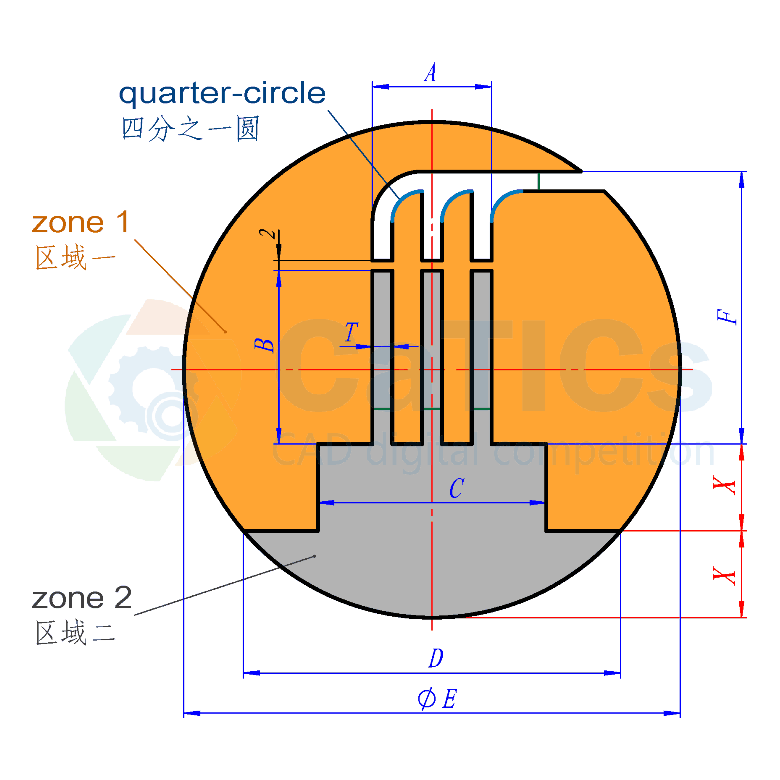 A
quarter-circle
四分之一圆
zone 1
区域一
2
T
B
F
CaTICs
CAD digital competition
C
X
X
zone 2
区域二
D
ϕE